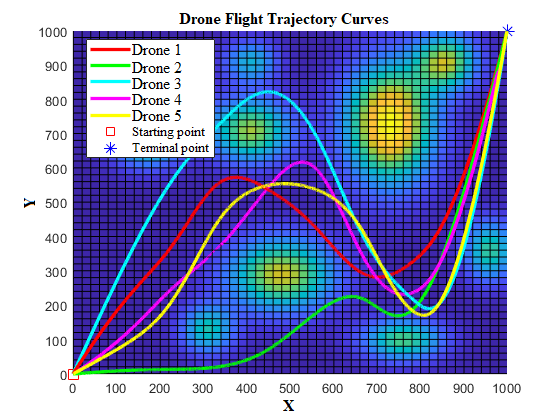 Drone Flight Trajectory Curves
Drone 1
Drone 2
Drone 3
Drone 4
Drone 5
Starting point
Terminal point
Y
1000
900
800
700
600
500
400
300
200
100
0
0 100 200 300 400 500 600 700 800 900 1000
X